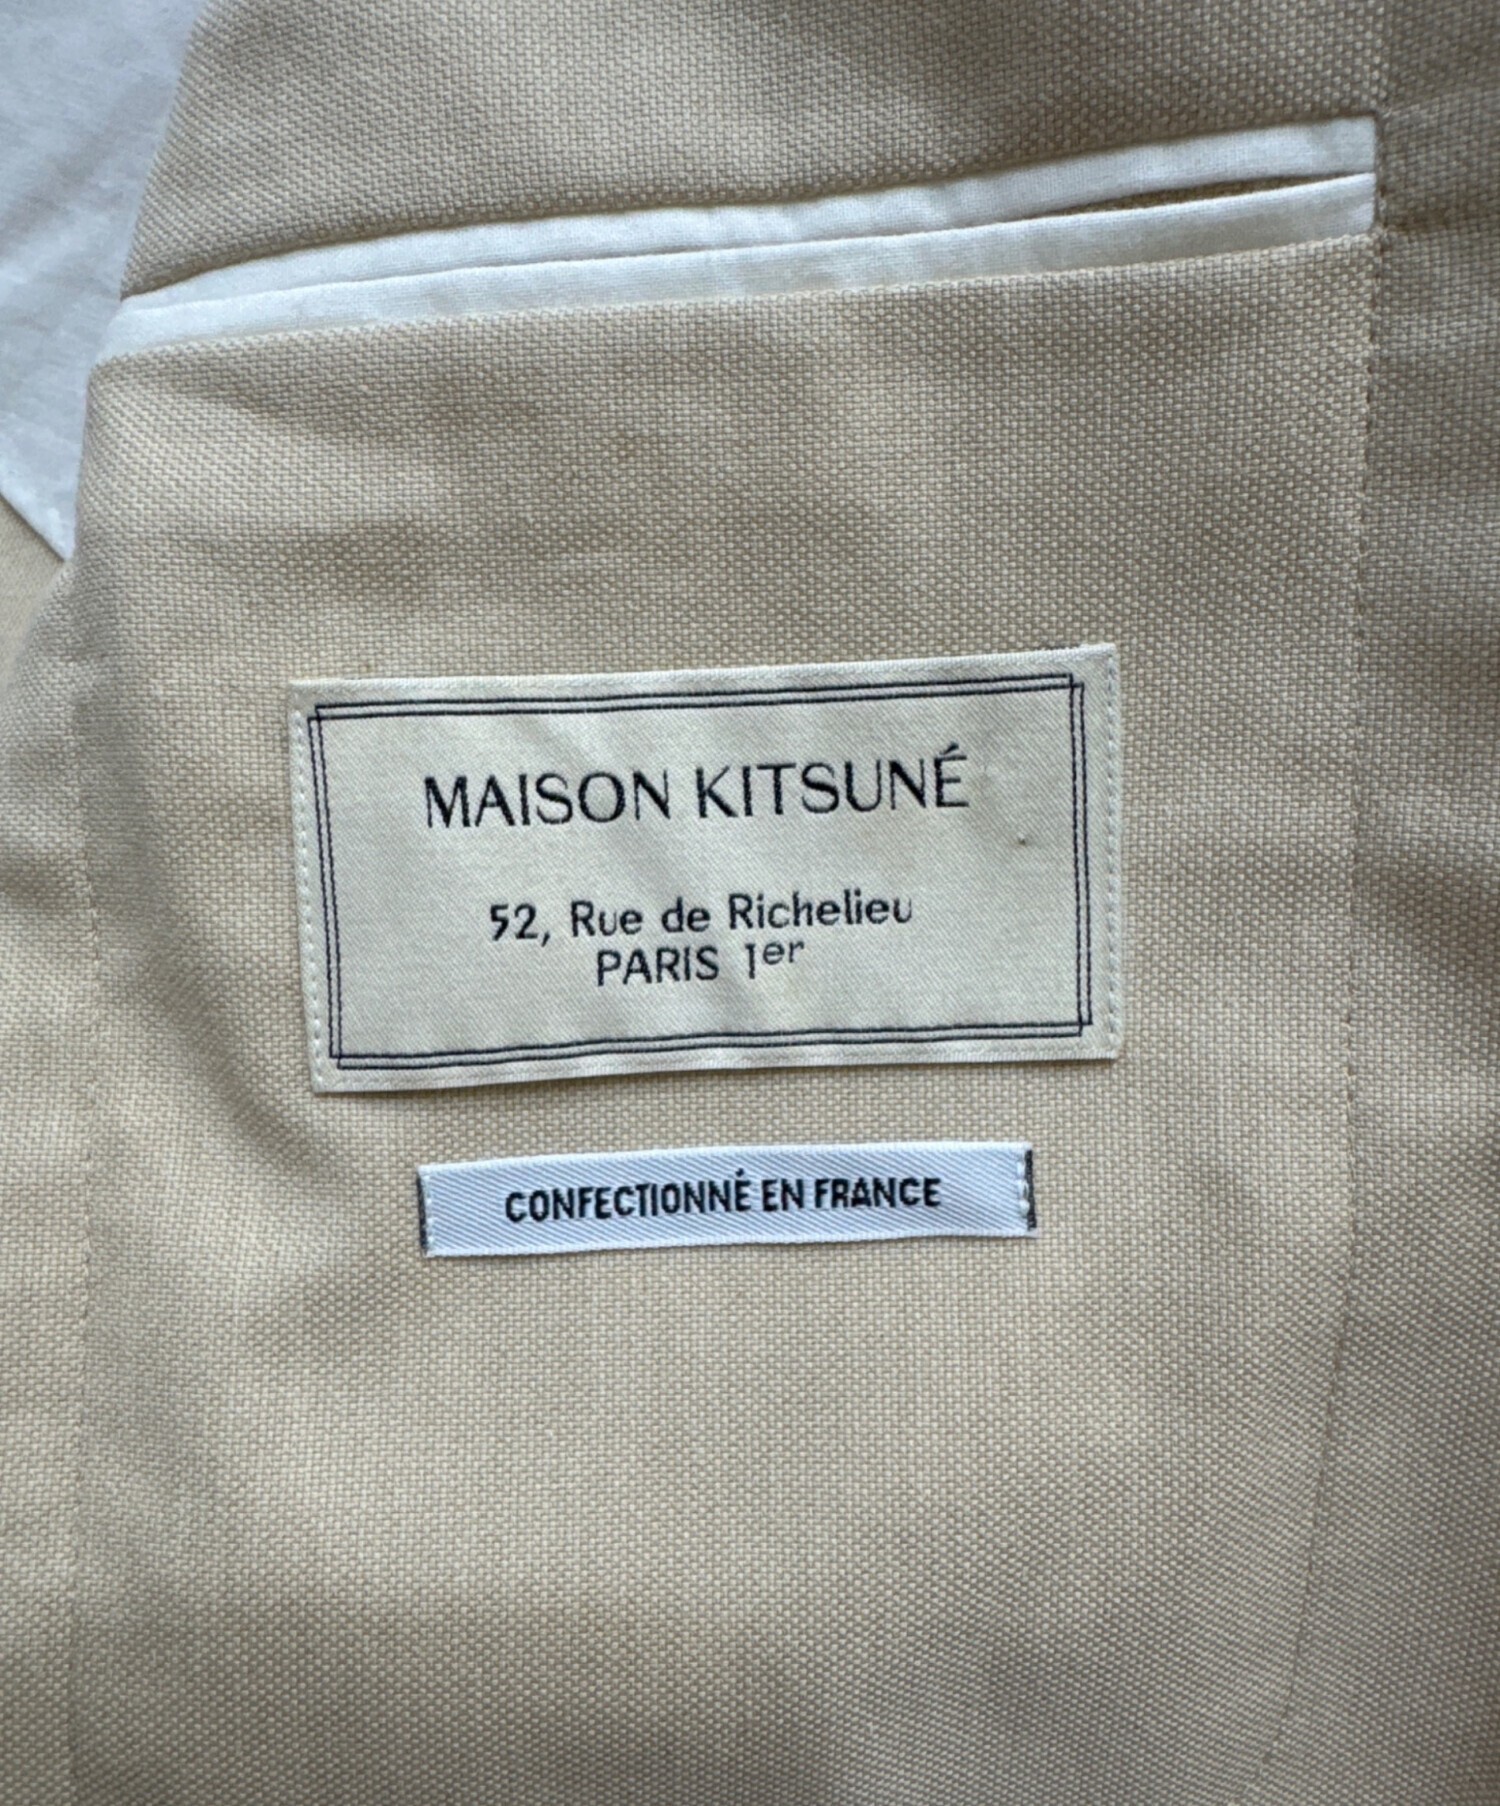 MAISON KITSUNÉ
52, Rue de Richelieu
PARIS 1er
CONFECTIONNÉ EN FRANCE